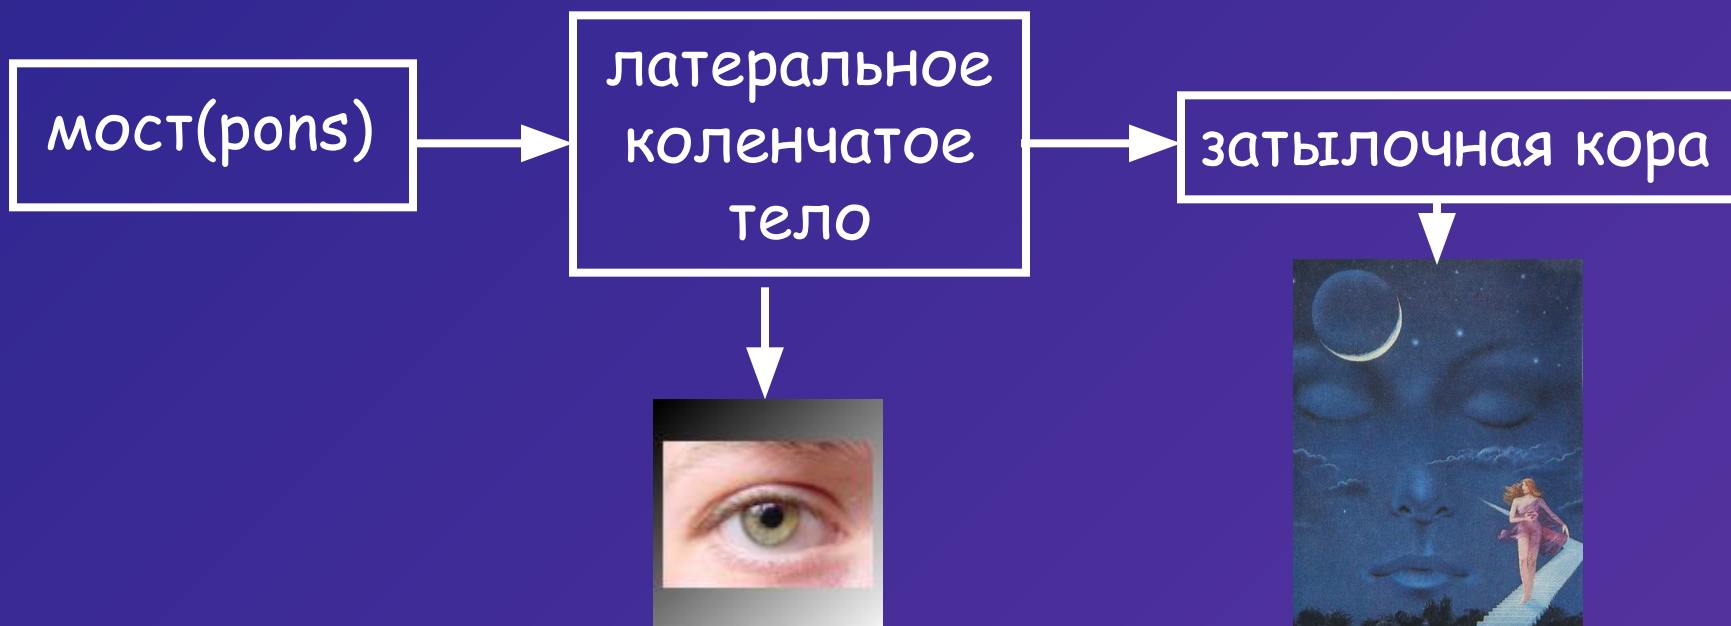 мост(pons)
латеральное
коленчатое
тело
затылочная кора